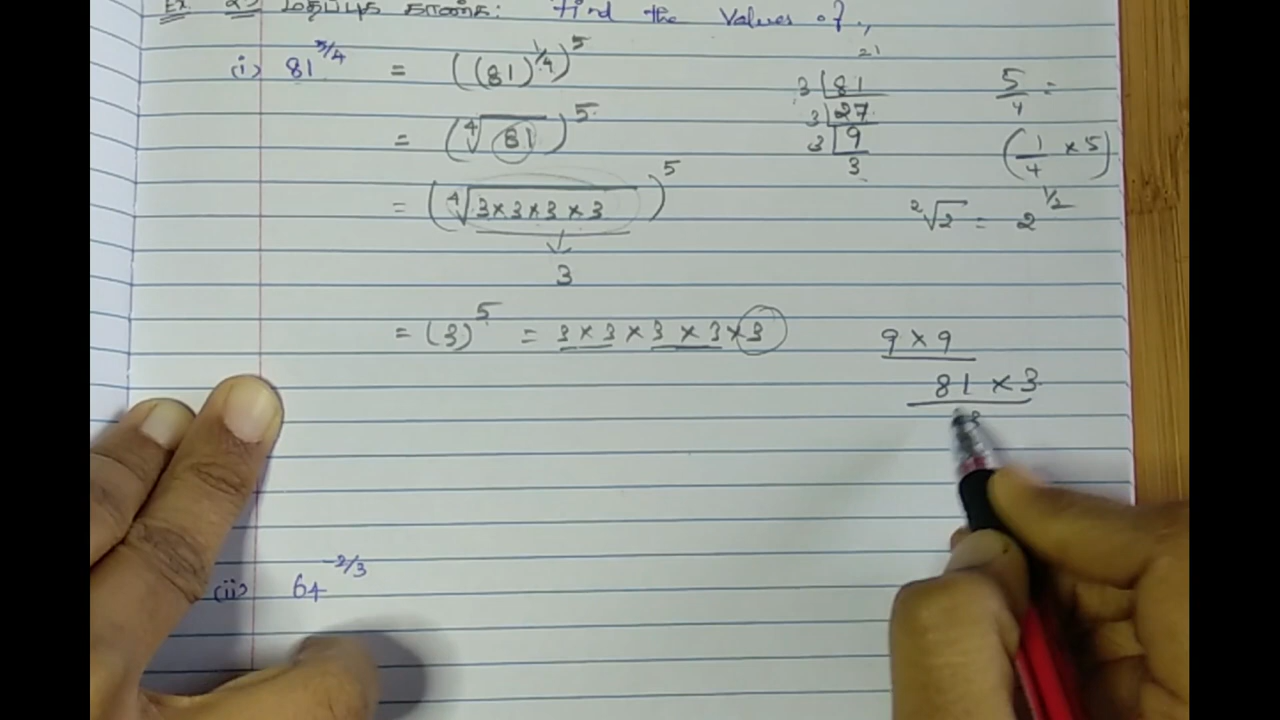 Ex 2.5 மதிப்புக் காண்க: Find the Values of.,
(i) 81^5/4 = ((81)^1/4)^5
= (⁴√81)^5
= (⁴√3×3×3×3)^5
3
= (3)^5 = 3×3×3×3×3
21
3 81
3 27
3 9
3
5/4 =
(1/4 × 5)
²√2 = 2^1/2
9 × 9
81 × 3
(ii) 64^-2/3